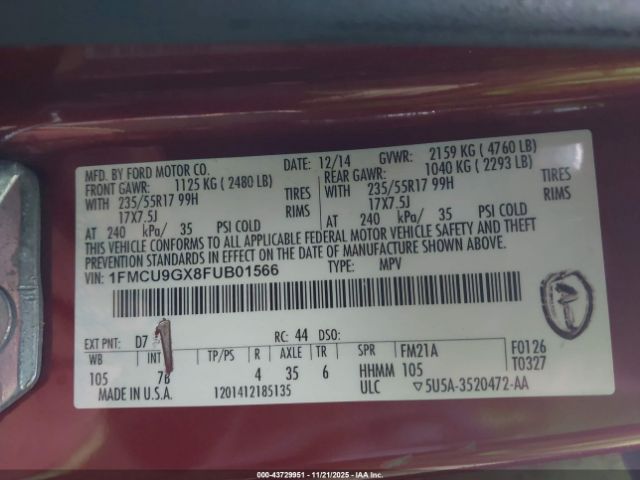 MFD. BY FORD MOTOR CO. DATE: 12/14 GVWR: 2159 KG ( 4760 LB)
FRONT GAWR: 1125 KG ( 2480 LB) REAR GAWR: 1040 KG ( 2293 LB)
WITH 235/55R17 99H TIRES WITH 235/55R17 99H TIRES
17X7.5J RIMS 17X7.5J RIMS
AT 240 kPa/ 35 PSI COLD AT 240 kPa/ 35 PSI COLD
THIS VEHICLE CONFORMS TO ALL APPLICABLE FEDERAL MOTOR VEHICLE SAFETY AND THEFT
PREVENTION STANDARDS IN EFFECT ON THE DATE OF MANUFACTURE SHOWN ABOVE.
VIN: 1FMCU9GX8FUB01566 TYPE: MPV
EXT PNT: D7 RC: 44 DSO:
WB INT TP/PS R AXLE TR SPR FM21A F0126
105 7B 4 35 6 HHMM 105 T0327
MADE IN U.S.A. 1201412185135 ULC 5U5A-3520472-AA
000-43729951 - 11/21/2025 - IAAI.com